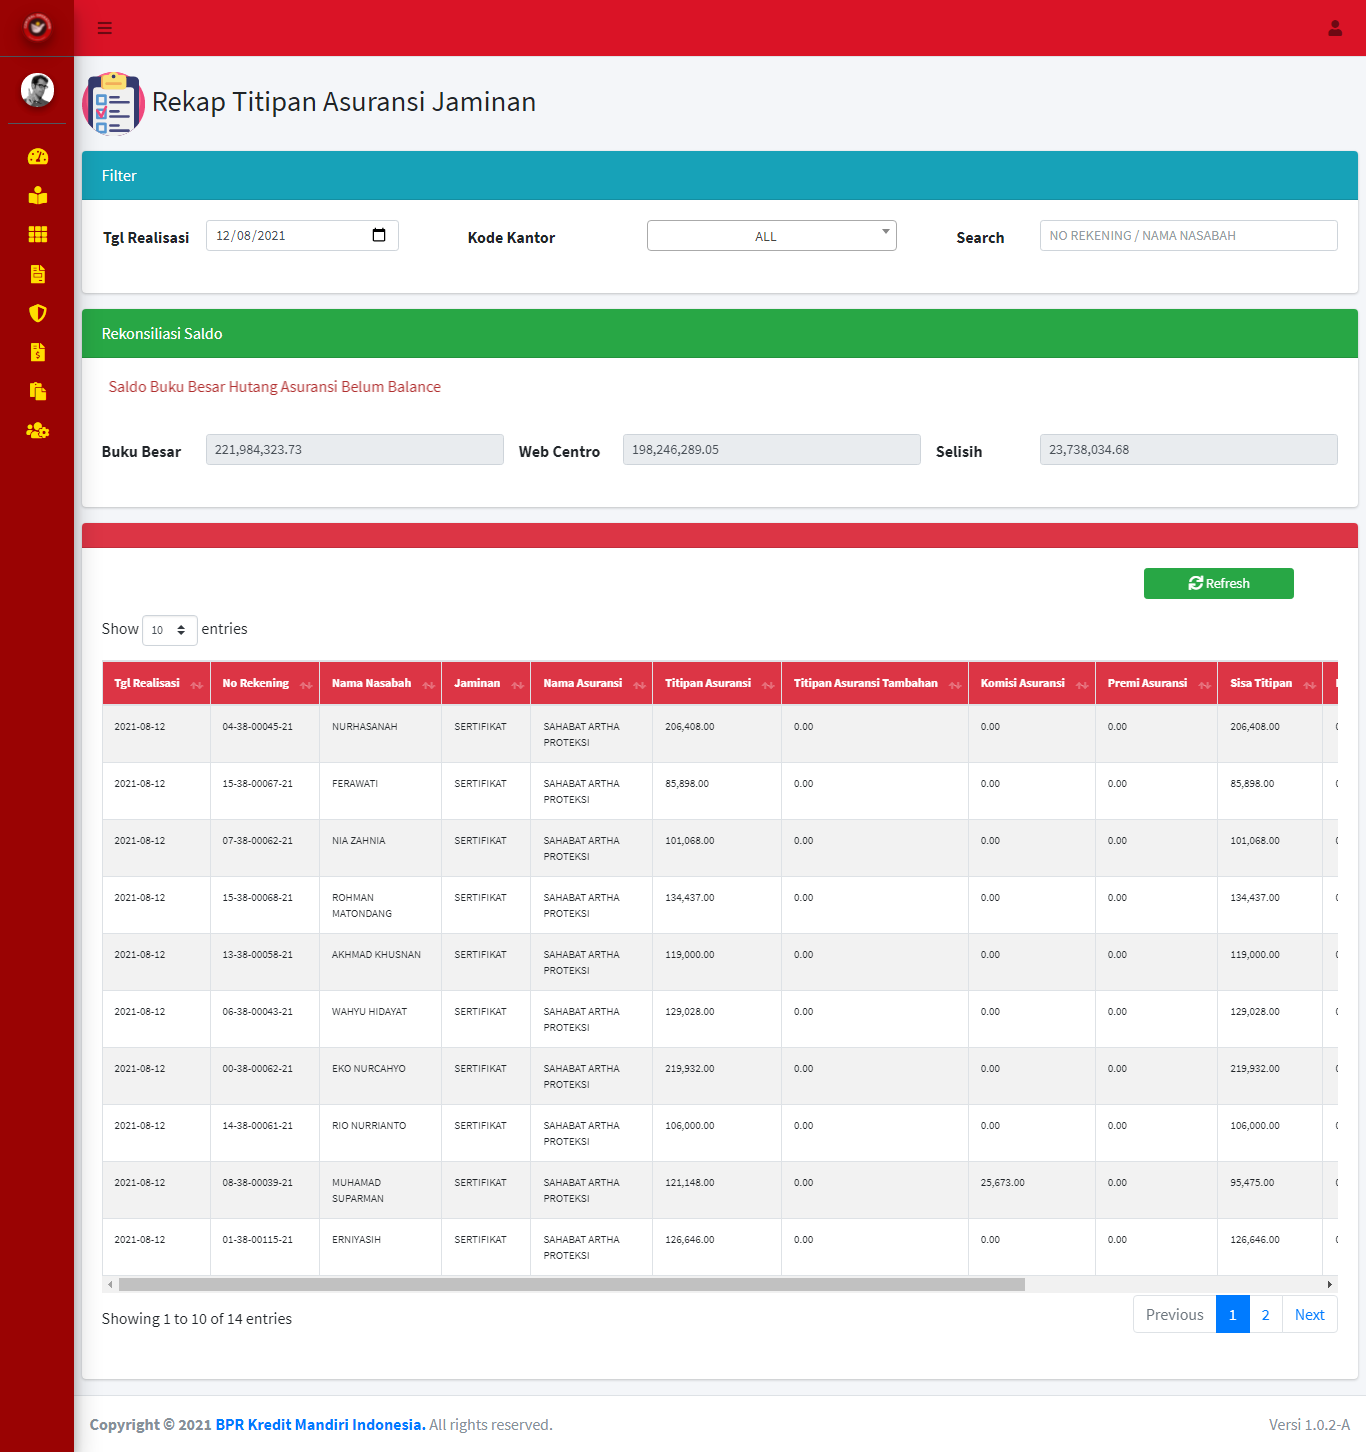 Rekap Titipan Asuransi Jaminan
Filter
Tgl Realisasi 12/08/2021 Kode Kantor ALL Search NO REKENING / NAMA NASABAH
Rekonsiliasi Saldo
Saldo Buku Besar Hutang Asuransi Belum Balance
Buku Besar 221,984,323.73 Web Centro 198,246,289.05 Selisih 23,738,034.68
Refresh
Show 10 entries
Tgl Realisasi No Rekening Nama Nasabah Jaminan Nama Asuransi Titipan Asuransi Titipan Asuransi Tambahan Komisi Asuransi Premi Asuransi Sisa Titipan
2021-08-12 04-38-00045-21 NURHASANAH SERTIFIKAT SAHABAT ARTHA 206,408.00 0.00 0.00 0.00 206,408.00
PROTEKSI
2021-08-12 15-38-00067-21 FERAWATI SERTIFIKAT SAHABAT ARTHA 85,898.00 0.00 0.00 0.00 85,898.00
PROTEKSI
2021-08-12 07-38-00062-21 NIA ZAHNIA SERTIFIKAT SAHABAT ARTHA 101,068.00 0.00 0.00 0.00 101,068.00
PROTEKSI
2021-08-12 15-38-00068-21 ROHMAN SERTIFIKAT SAHABAT ARTHA 134,437.00 0.00 0.00 0.00 134,437.00
MATONDANG PROTEKSI
2021-08-12 13-38-00058-21 AKHMAD KHUSNAN SERTIFIKAT SAHABAT ARTHA 119,000.00 0.00 0.00 0.00 119,000.00
PROTEKSI
2021-08-12 06-38-00043-21 WAHYU HIDAYAT SERTIFIKAT SAHABAT ARTHA 129,028.00 0.00 0.00 0.00 129,028.00
PROTEKSI
2021-08-12 00-38-00062-21 EKO NURCAHYO SERTIFIKAT SAHABAT ARTHA 219,932.00 0.00 0.00 0.00 219,932.00
PROTEKSI
2021-08-12 14-38-00061-21 RIO NURRIANTO SERTIFIKAT SAHABAT ARTHA 106,000.00 0.00 0.00 0.00 106,000.00
PROTEKSI
2021-08-12 08-38-00039-21 MUHAMAD SERTIFIKAT SAHABAT ARTHA 121,148.00 0.00 25,673.00 0.00 95,475.00
SUPARMAN PROTEKSI
2021-08-12 01-38-00115-21 ERNIYASIH SERTIFIKAT SAHABAT ARTHA 126,646.00 0.00 0.00 0.00 126,646.00
PROTEKSI
Showing 1 to 10 of 14 entries Previous 1 2 Next
Copyright © 2021 BPR Kredit Mandiri Indonesia. All rights reserved. Versi 1.0.2-A